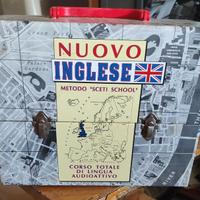 NUOVO
INGLESE
METODO "SCETI SCHOOL"
CORSO TOTALE
DI LINGUA
AUDIOATTIVO